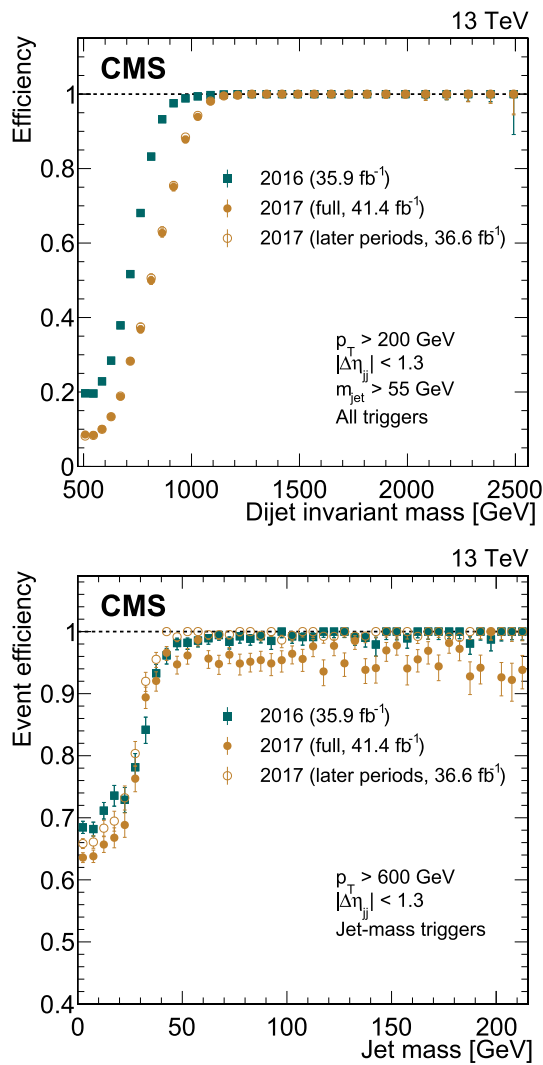 13 TeV
CMS
Efficiency
1
0.8
0.6
0.4
0.2
0
2016 (35.9 fb⁻¹)
2017 (full, 41.4 fb⁻¹)
2017 (later periods, 36.6 fb⁻¹)
p_T > 200 GeV
|Δη_jj| < 1.3
m_jet > 55 GeV
All triggers
500 1000 1500 2000 2500
Dijet invariant mass [GeV]
13 TeV
CMS
Event efficiency
1
0.9
0.8
0.7
0.6
0.5
0.4
2016 (35.9 fb⁻¹)
2017 (full, 41.4 fb⁻¹)
2017 (later periods, 36.6 fb⁻¹)
p_T > 600 GeV
|Δη_jj| < 1.3
Jet-mass triggers
0 50 100 150 200
Jet mass [GeV]